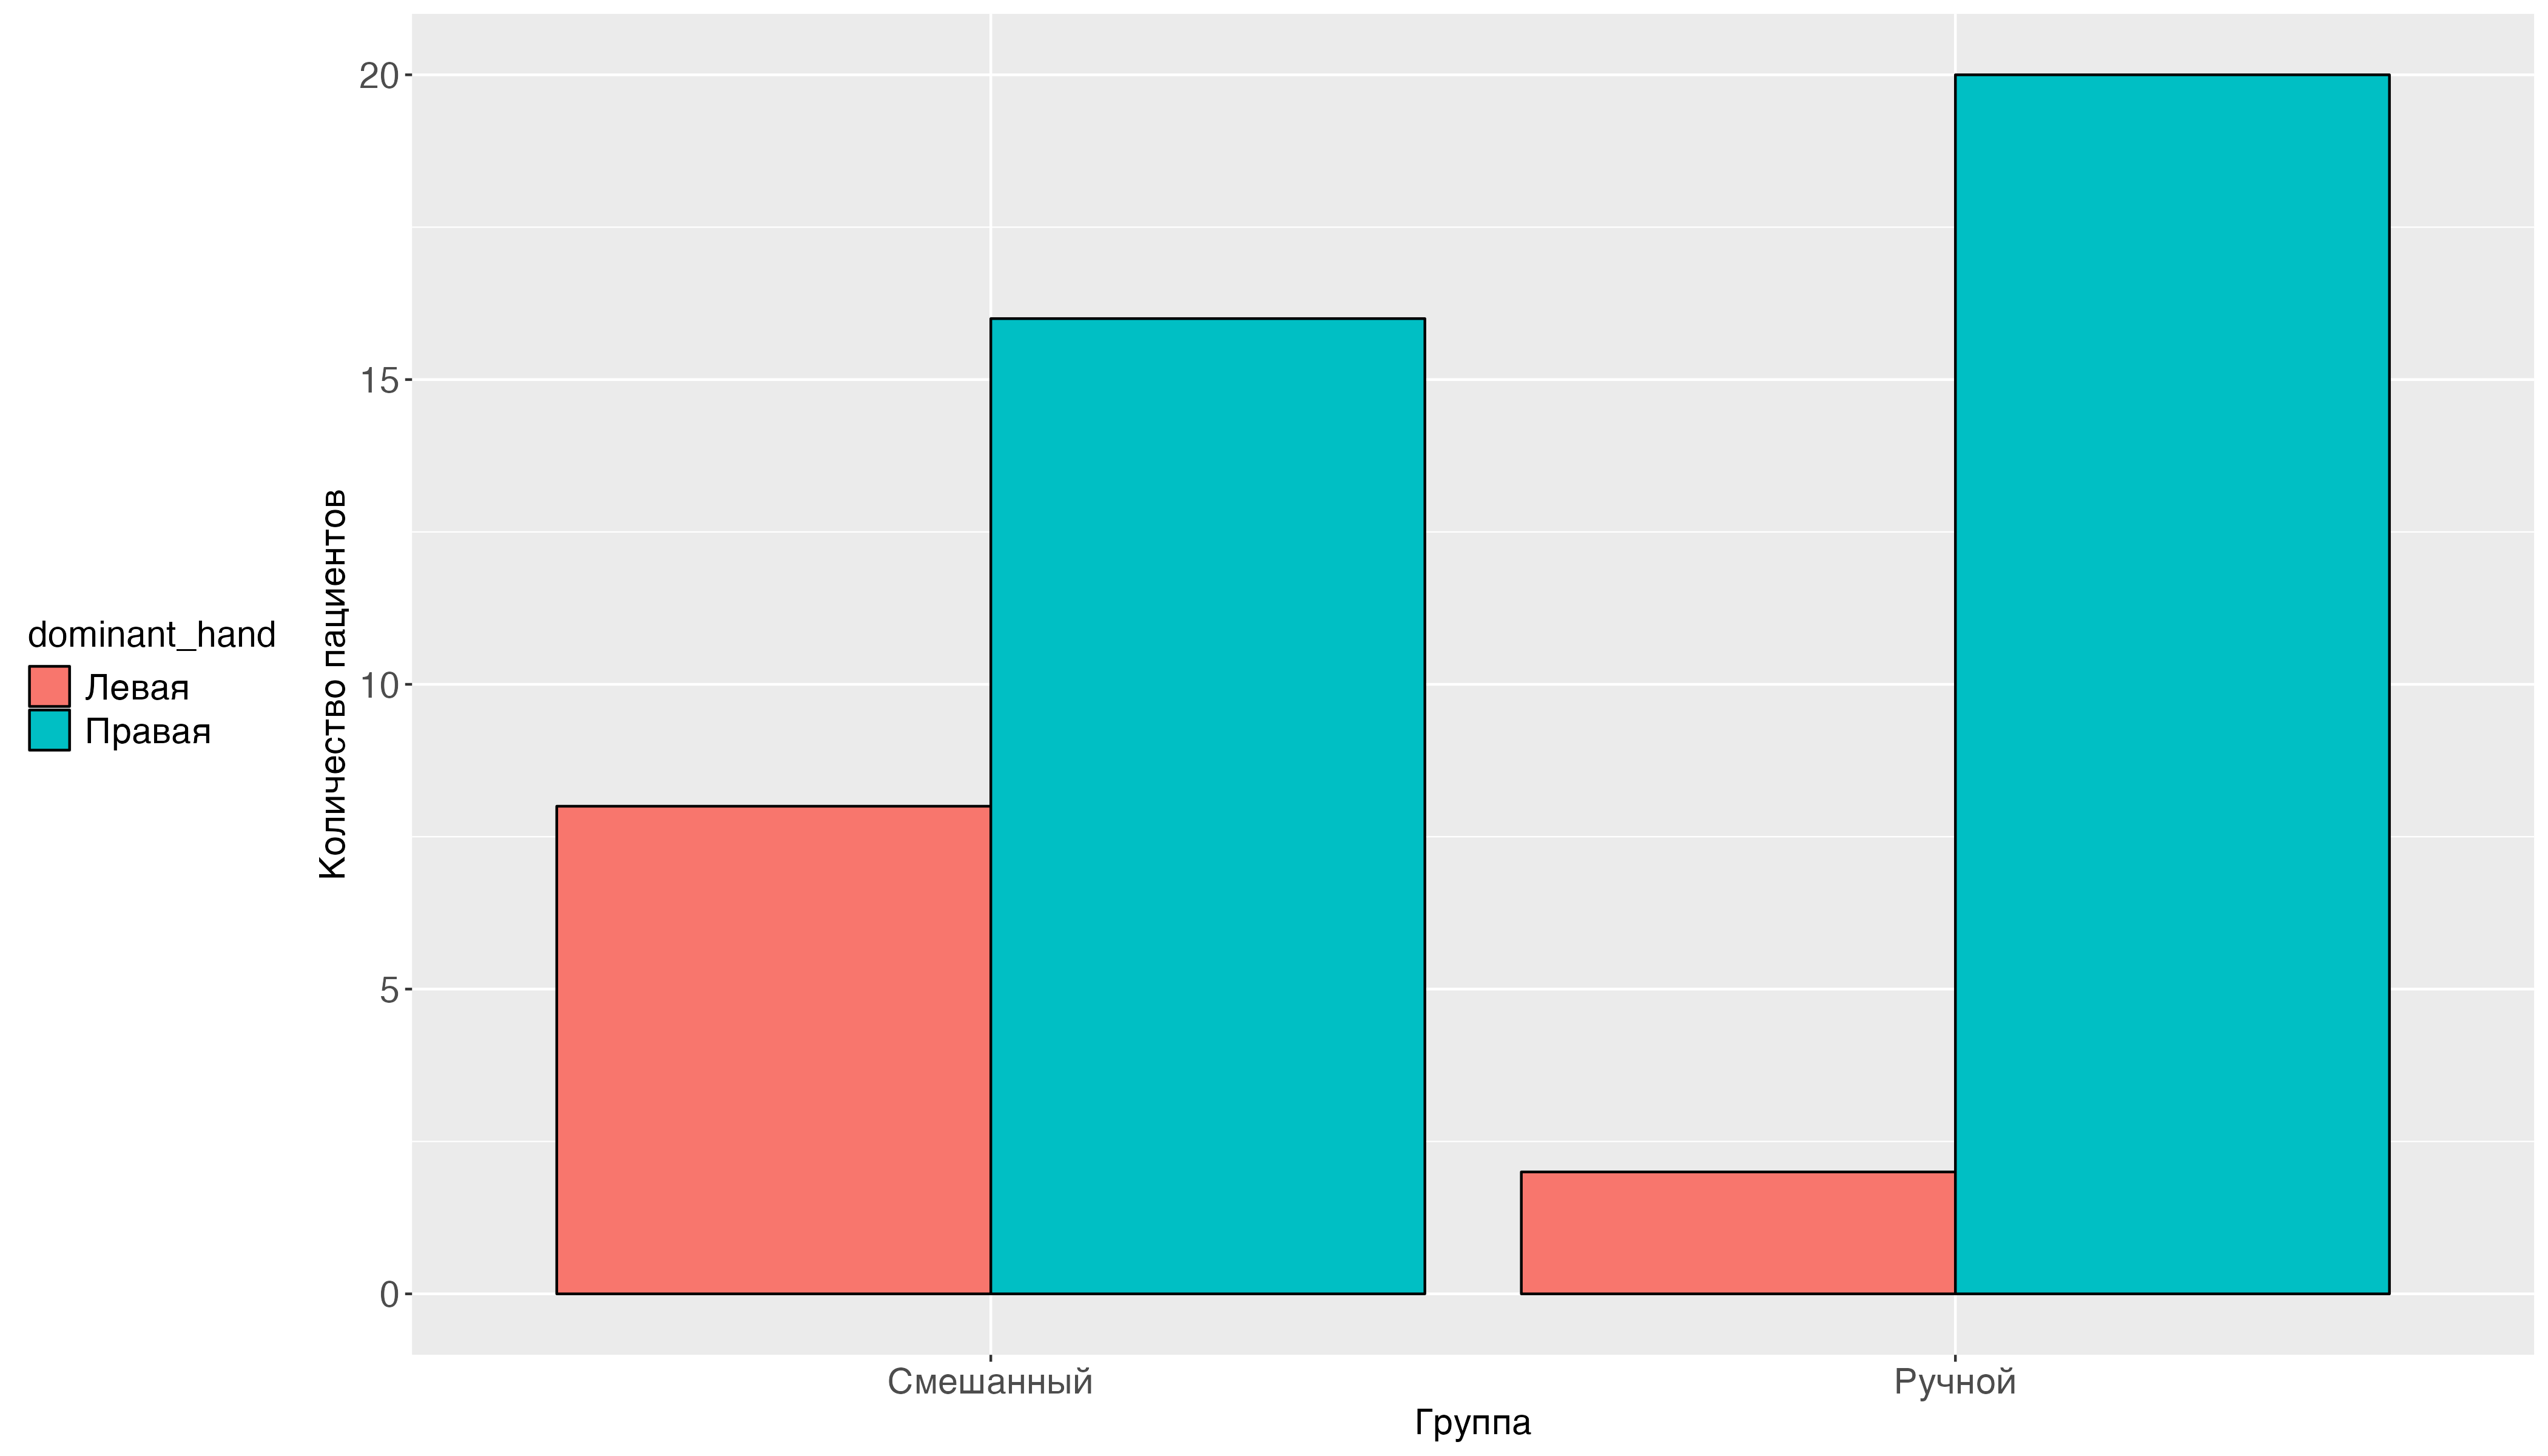 dominant_hand
Левая
Правая
Количество пациентов
20
15
10
5
0
Смешанный
Ручной
Группа